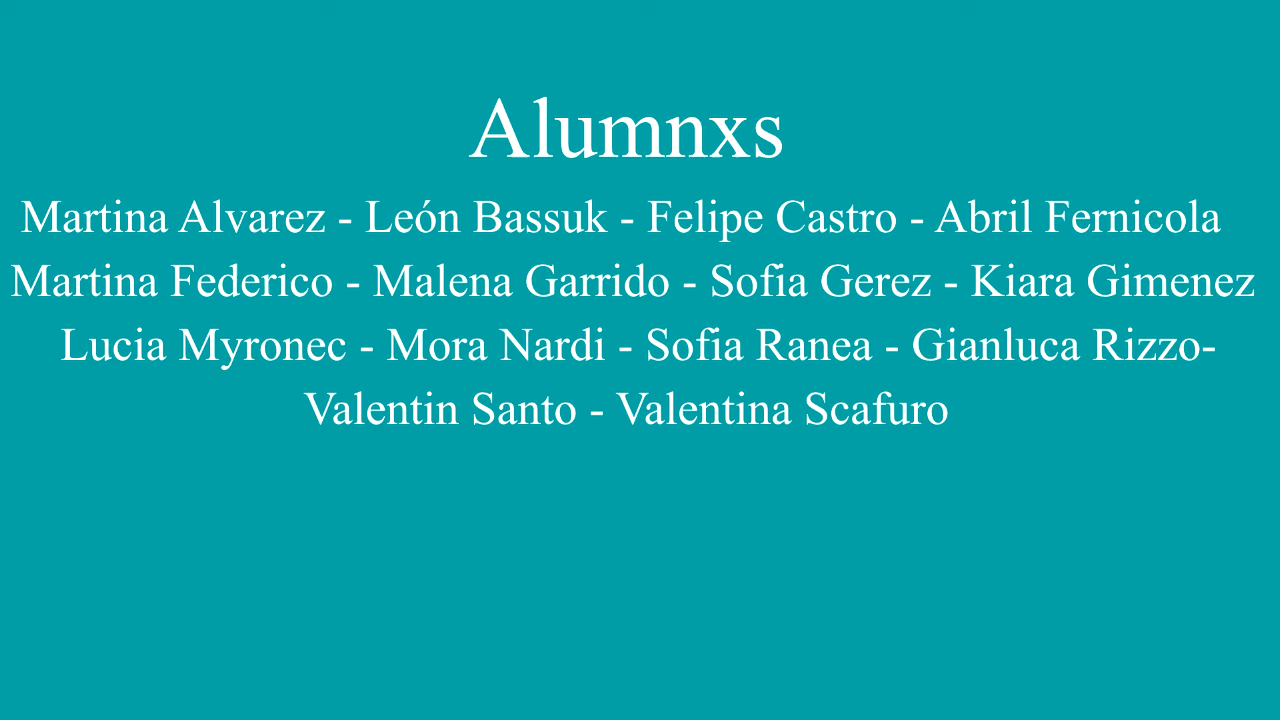 Alumnxs
Martina Alvarez - León Bassuk - Felipe Castro - Abril Fernicola
Martina Federico - Malena Garrido - Sofia Gerez - Kiara Gimenez
Lucia Myronec - Mora Nardi - Sofia Ranea - Gianluca Rizzo-
Valentin Santo - Valentina Scafuro